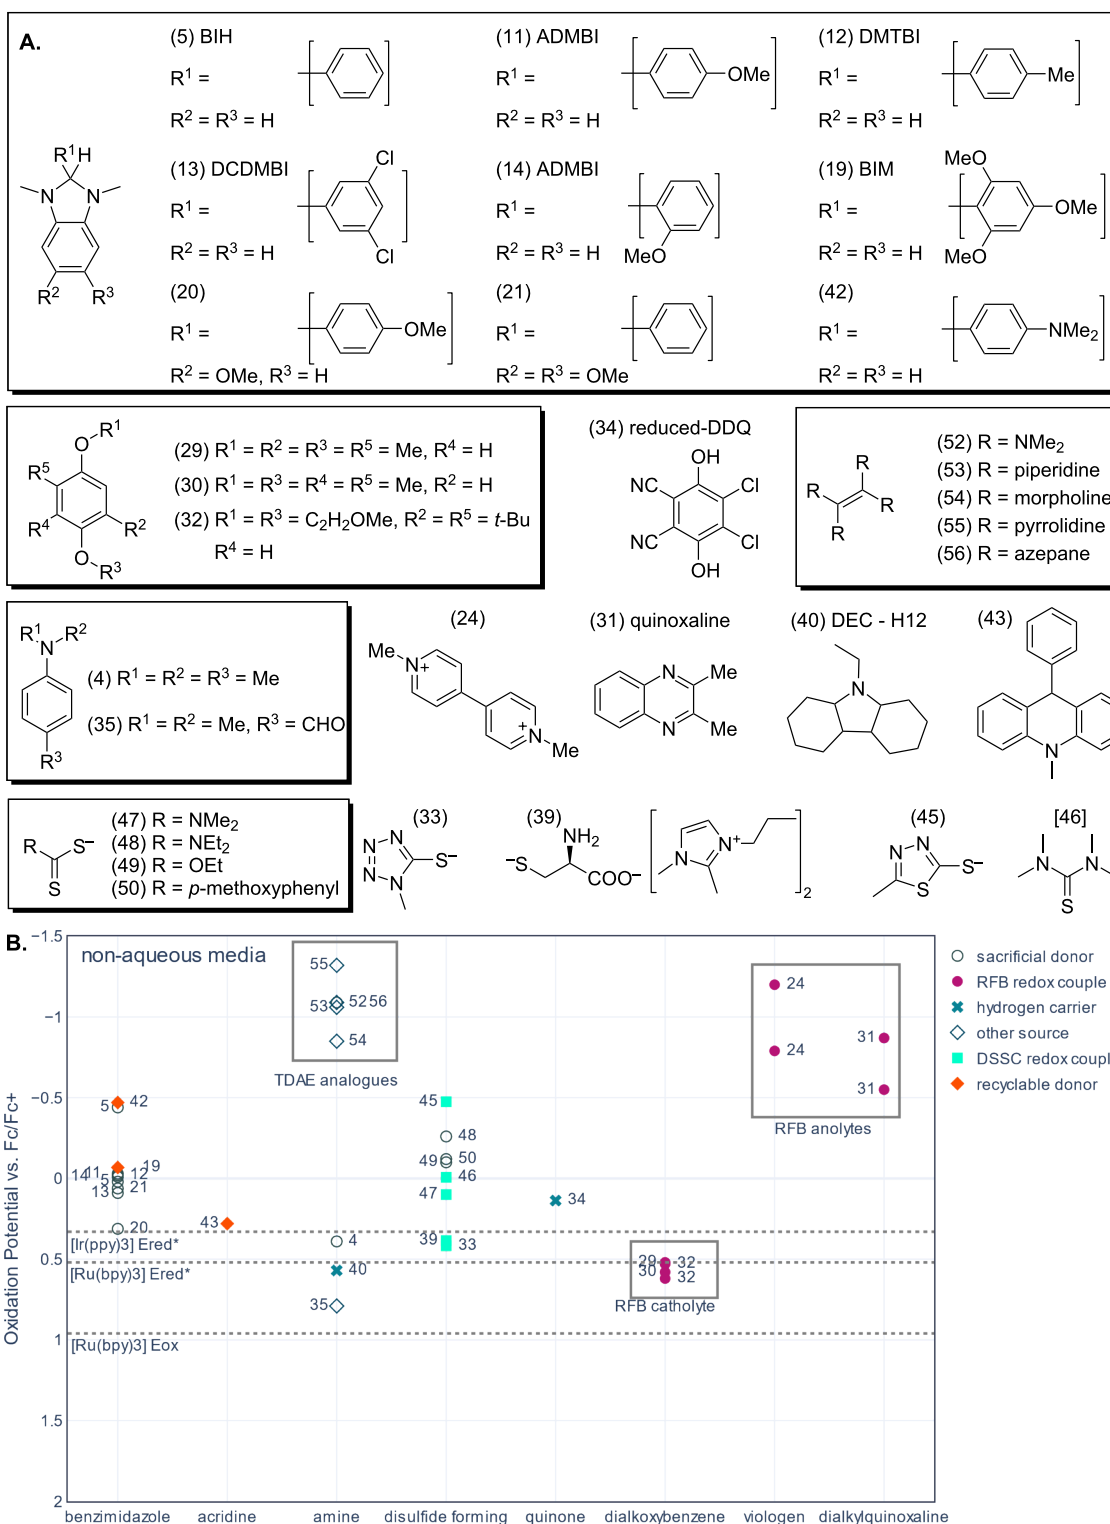 A.
(5) BIH
R¹ =
R² = R³ = H
(11) ADMBI
R¹ =
OMe
R² = R³ = H
(12) DMTBI
R¹ =
Me
R² = R³ = H
R¹H
N N
R² R³
(13) DCDMBI
R¹ =
Cl
Cl
R² = R³ = H
(14) ADMBI
R¹ =
MeO
R² = R³ = H
(19) BIM
R¹ =
MeO
OMe
MeO
R² = R³ = H
(20)
R¹ =
OMe
R² = OMe, R³ = H
(21)
R¹ =
R² = R³ = OMe
(42)
R¹ =
NMe₂
R² = R³ = H
R¹
O
R⁵
R⁴ R²
O
R³
(29) R¹ = R² = R³ = R⁵ = Me, R⁴ = H
(30) R¹ = R³ = R⁴ = R⁵ = Me, R² = H
(32) R¹ = R³ = C₂H₂OMe, R² = R⁵ = t-Bu
R⁴ = H
(34) reduced-DDQ
OH
NC Cl
NC Cl
OH
R
R R
R
(52) R = NMe₂
(53) R = piperidine
(54) R = morpholine
(55) R = pyrrolidine
(56) R = azepane
R¹ R²
N
R³
(4) R¹ = R² = R³ = Me
(35) R¹ = R² = Me, R³ = CHO
(24)
Me N+
N+ Me
(31) quinoxaline
N Me
N Me
(40) DEC - H12
N
(43)
N
R S⁻
S
(47) R = NMe₂
(48) R = NEt₂
(49) R = OEt
(50) R = p-methoxyphenyl
(33)
N N
N N
S⁻
(39)
NH₂
⁻S
COO⁻
N N+
2
(45)
N N
S S⁻
[46]
N N
S
B.
non-aqueous media
Oxidation Potential vs. Fc/Fc+
−1.5
−1
−0.5
0
0.5
1
1.5
2
55
53 52 56
54
TDAE analogues
24
24
31
31
RFB anolytes
5 42
14 11 19
5 12
13 21
20
43
45
48
49 50
46
47
39
33
34
4
40
35
29 32
30 32
RFB catholyte
[Ir(ppy)3] Ered*
[Ru(bpy)3] Ered*
[Ru(bpy)3] Eox
sacrificial donor
RFB redox couple
hydrogen carrier
other source
DSSC redox coupl
recyclable donor
benzimidazole acridine amine disulfide forming quinone dialkoxybenzene viologen dialkylquinoxaline